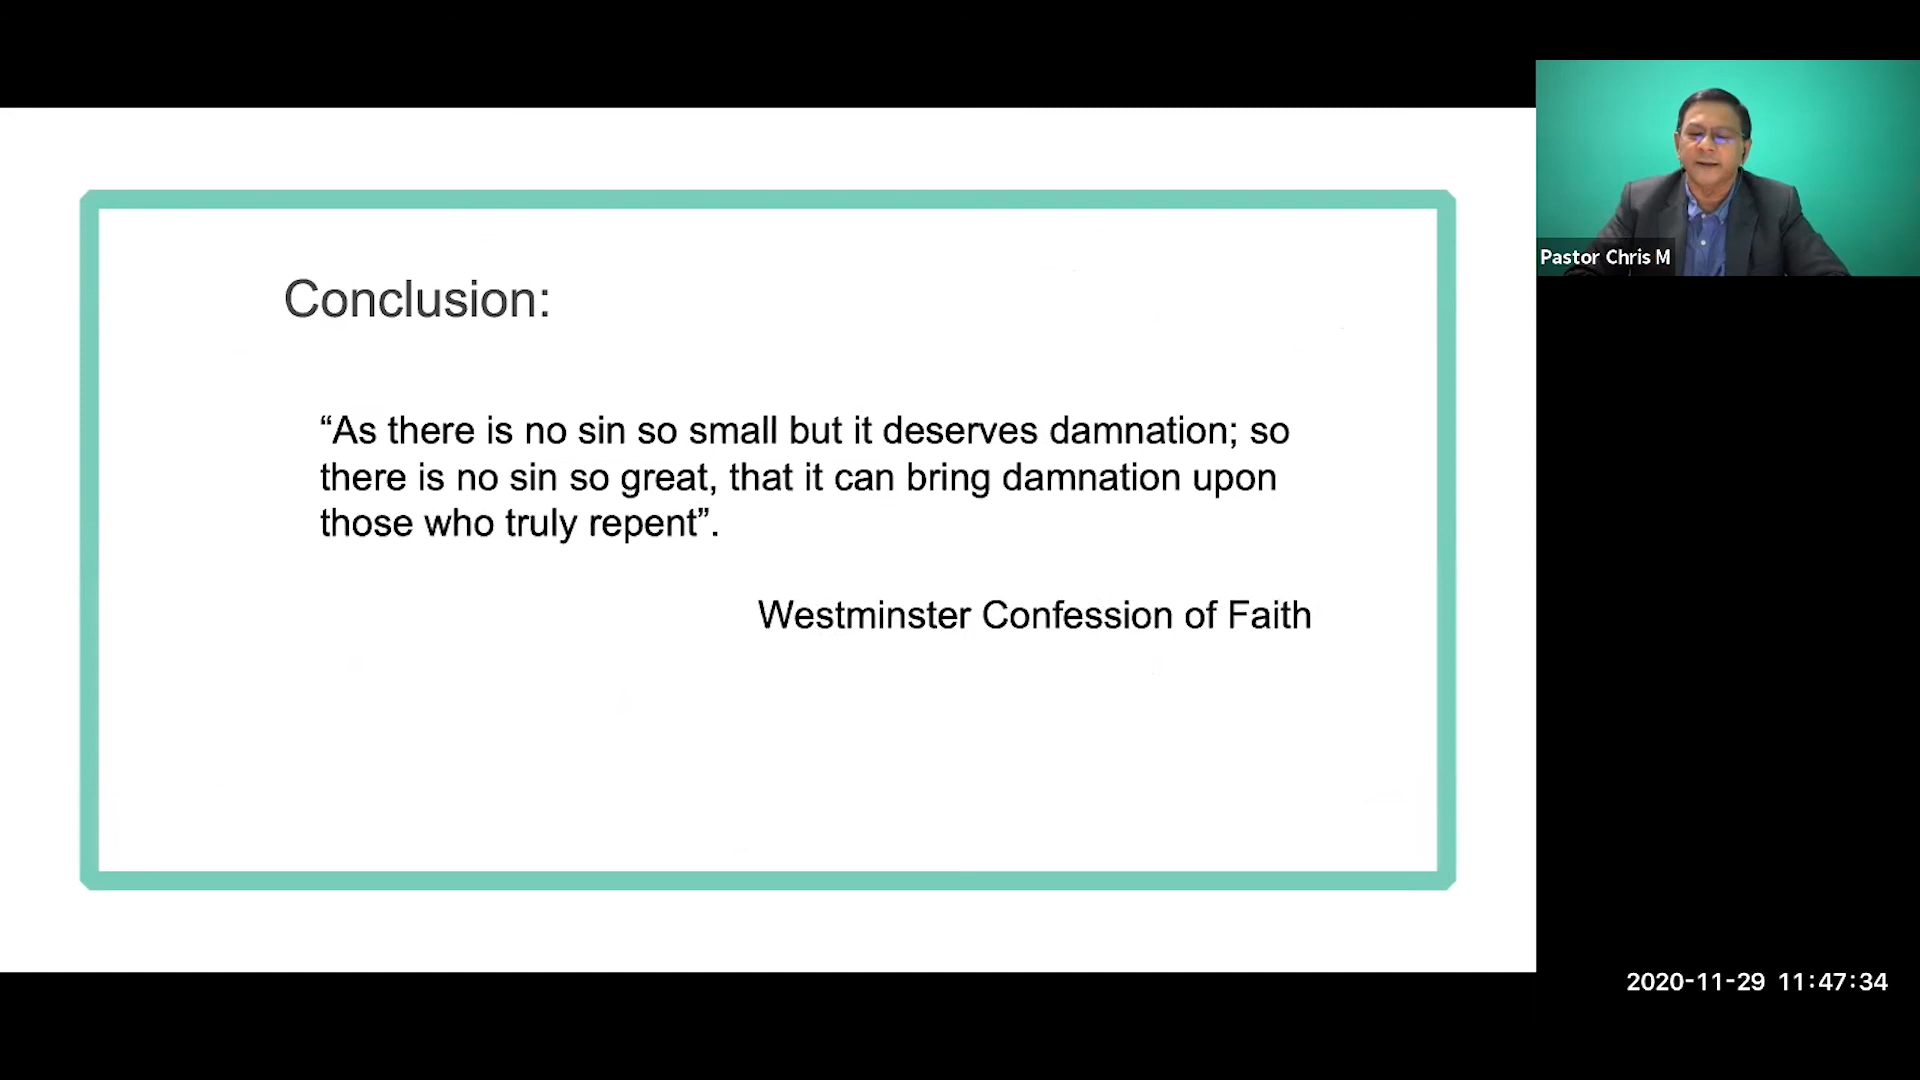 Conclusion:
“As there is no sin so small but it deserves damnation; so
there is no sin so great, that it can bring damnation upon
those who truly repent”.
Westminster Confession of Faith
Pastor Chris M
2020-11-29 11:47:34